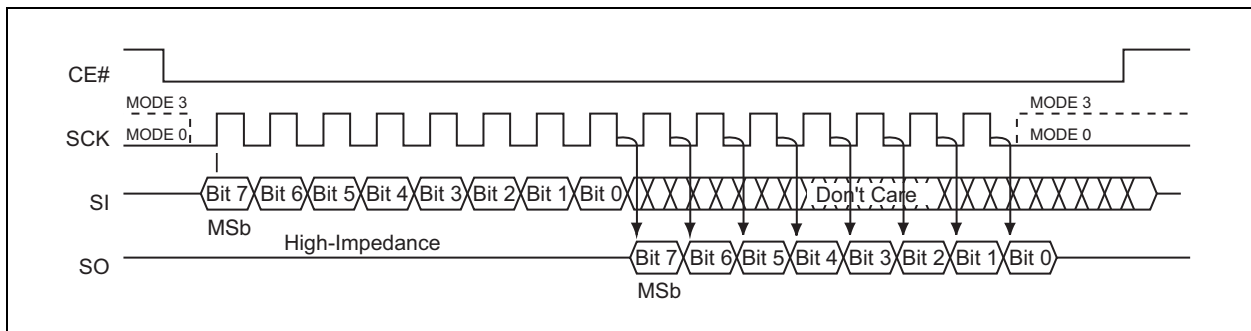 CE#
MODE 3 MODE 3
SCK MODE 0 MODE 0
SI Bit 7 Bit 6 Bit 5 Bit 4 Bit 3 Bit 2 Bit 1 Bit 0 Don't Care
MSb
High-Impedance
SO Bit 7 Bit 6 Bit 5 Bit 4 Bit 3 Bit 2 Bit 1 Bit 0
MSb